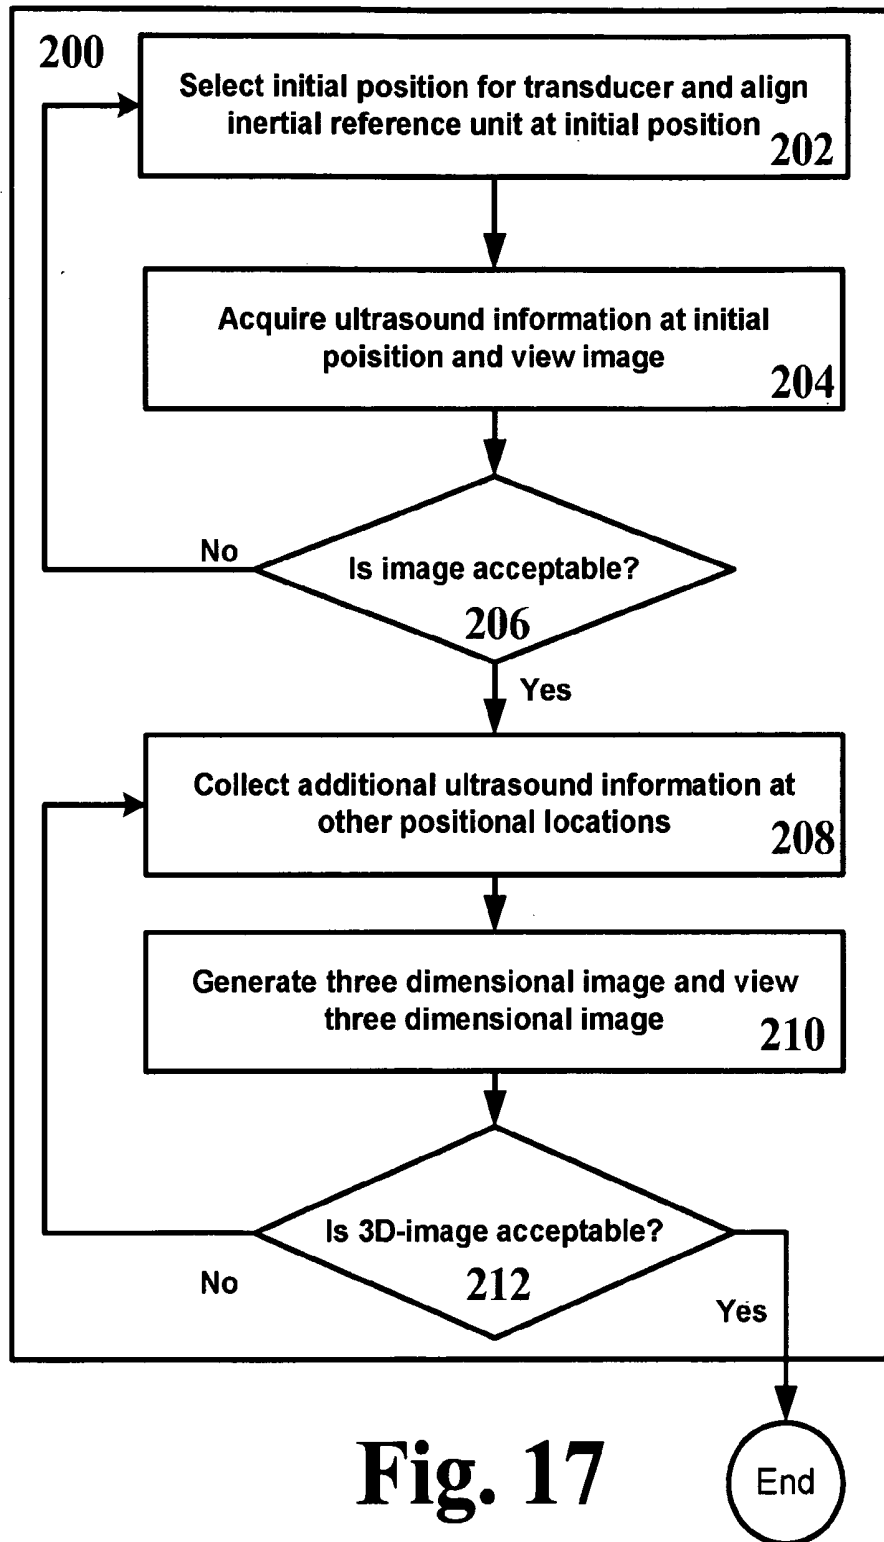 200
Select initial position for transducer and align
inertial reference unit at initial position
202
Acquire ultrasound information at initial
poisition and view image
204
No
Is image acceptable?
206
Yes
Collect additional ultrasound information at
other positional locations
208
Generate three dimensional image and view
three dimensional image
210
Is 3D-image acceptable?
No
212
Yes
Fig. 17
End